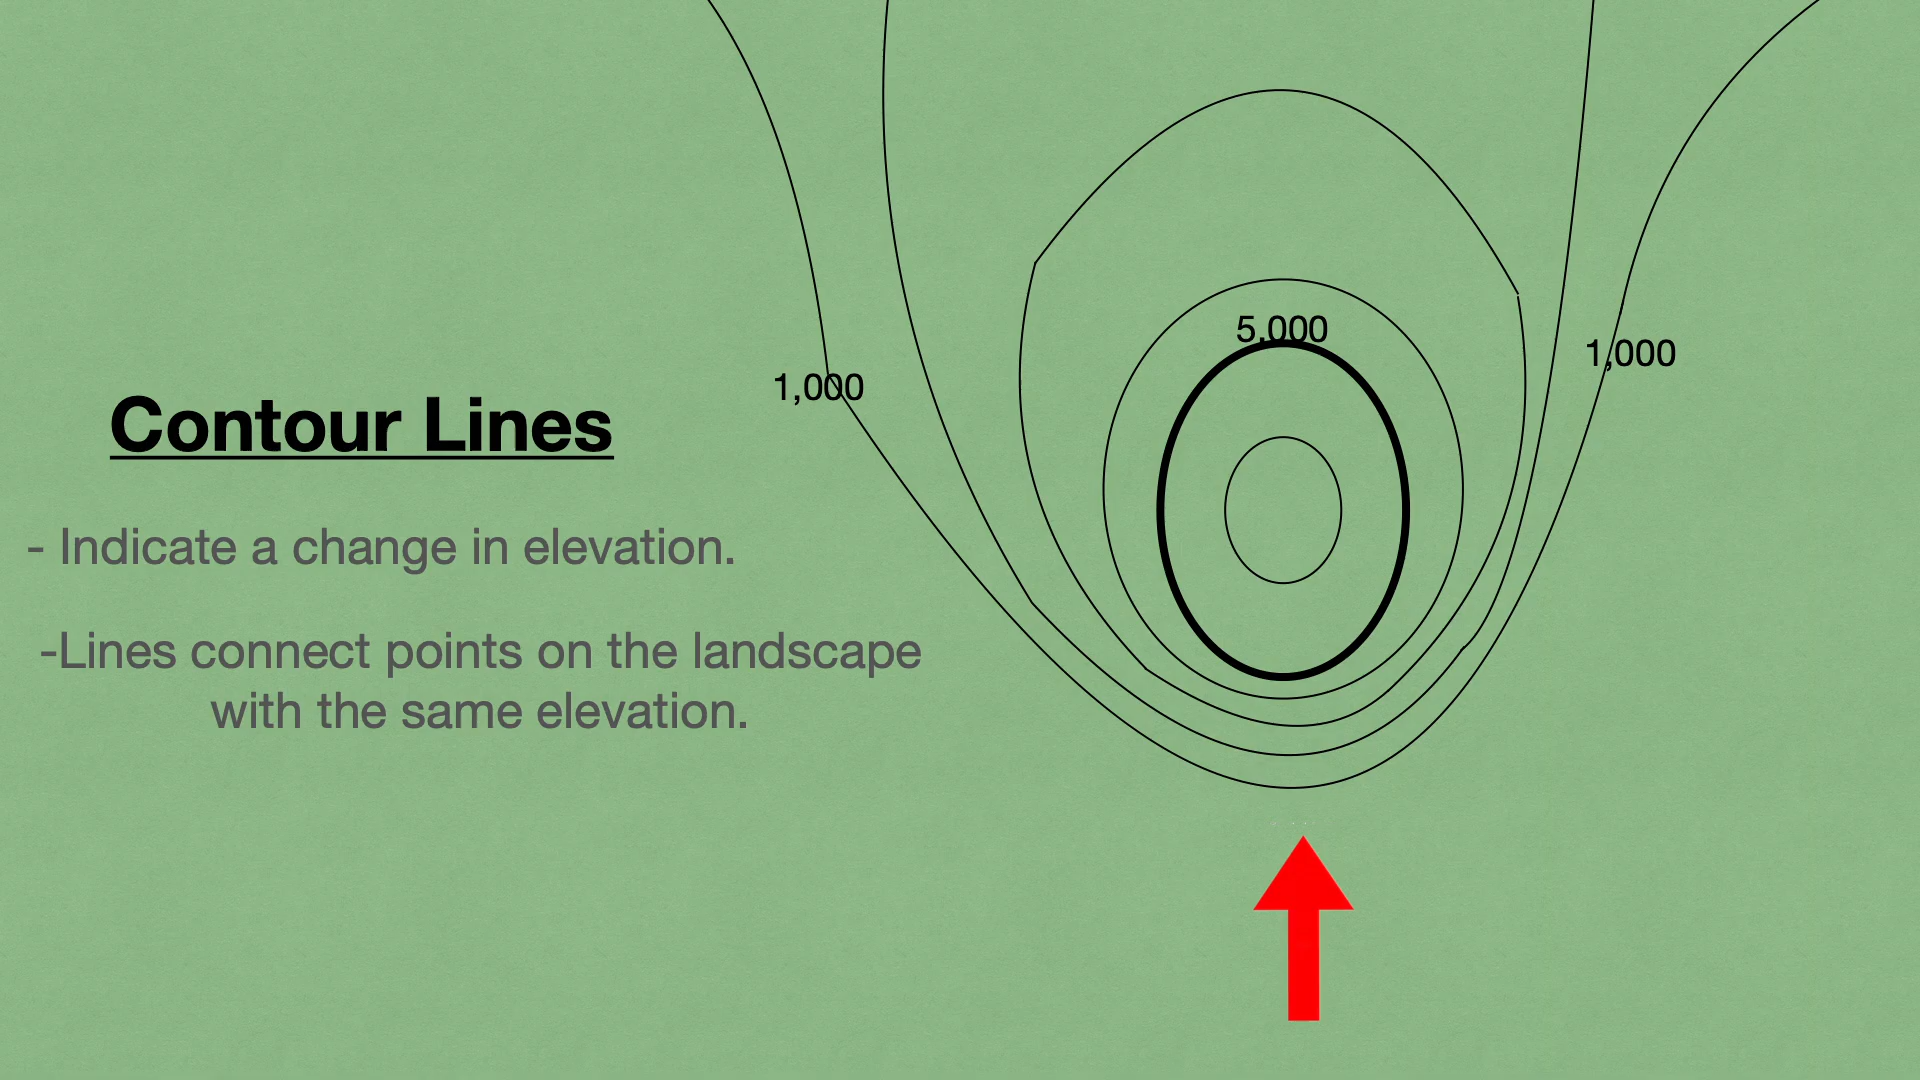 5,000
1,000
1,000
Contour Lines
- Indicate a change in elevation.
-Lines connect points on the landscape
with the same elevation.